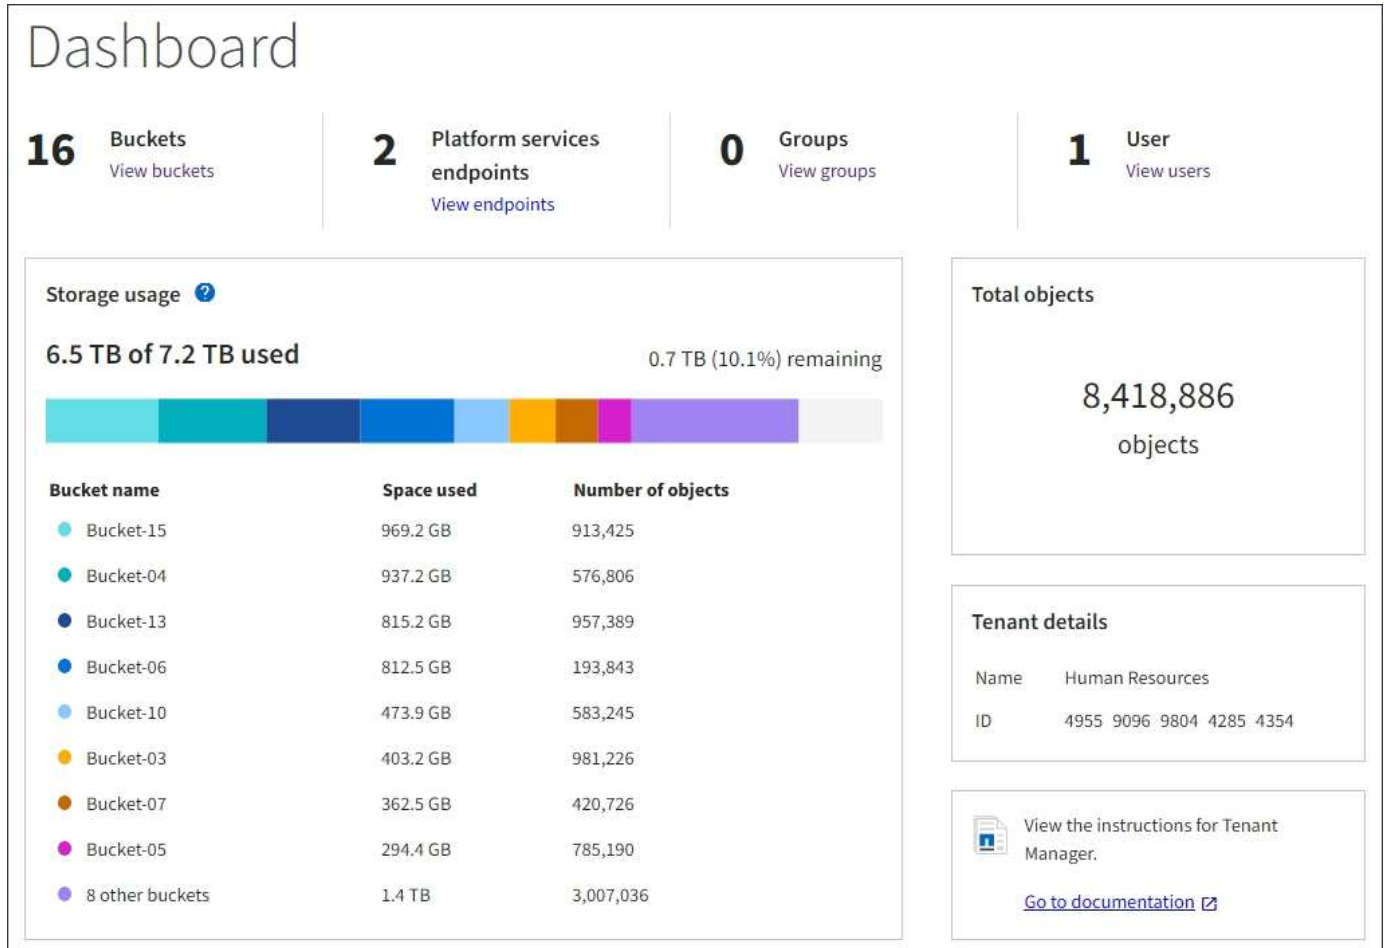 Dashboard
16 Buckets
View buckets
2 Platform services
endpoints
View endpoints
0 Groups
View groups
1 User
View users
Storage usage ?
6.5 TB of 7.2 TB used
0.7 TB (10.1%) remaining
Bucket name Space used Number of objects
Bucket-15 969.2 GB 913,425
Bucket-04 937.2 GB 576,806
Bucket-13 815.2 GB 957,389
Bucket-06 812.5 GB 193,843
Bucket-10 473.9 GB 583,245
Bucket-03 403.2 GB 981,226
Bucket-07 362.5 GB 420,726
Bucket-05 294.4 GB 785,190
8 other buckets 1.4 TB 3,007,036
Total objects
8,418,886
objects
Tenant details
Name Human Resources
ID 4955 9096 9804 4285 4354
View the instructions for Tenant
Manager.
Go to documentation